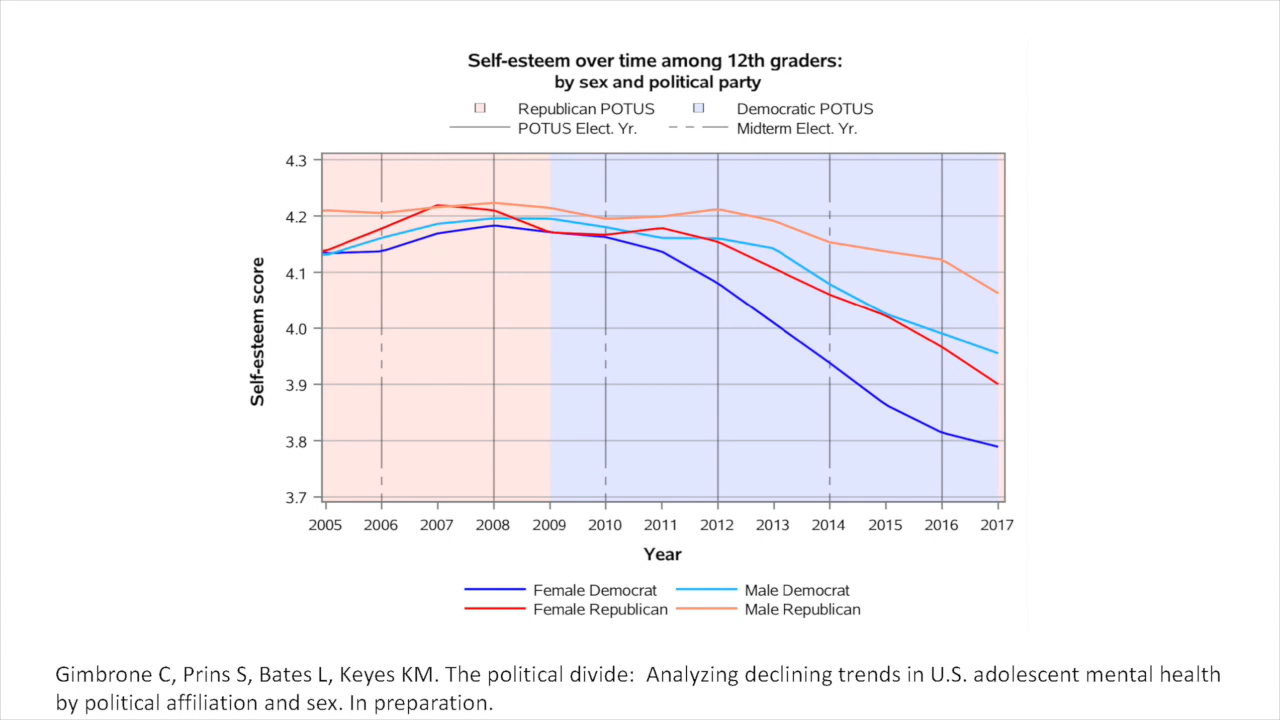 Self-esteem over time among 12th graders:
by sex and political party
Republican POTUS Democratic POTUS
POTUS Elect. Yr. Midterm Elect. Yr.
Self-esteem score
4.3
4.2
4.1
4.0
3.9
3.8
3.7
2005 2006 2007 2008 2009 2010 2011 2012 2013 2014 2015 2016 2017
Year
Female Democrat Male Democrat
Female Republican Male Republican
Gimbrone C, Prins S, Bates L, Keyes KM. The political divide: Analyzing declining trends in U.S. adolescent mental health
by political affiliation and sex. In preparation.